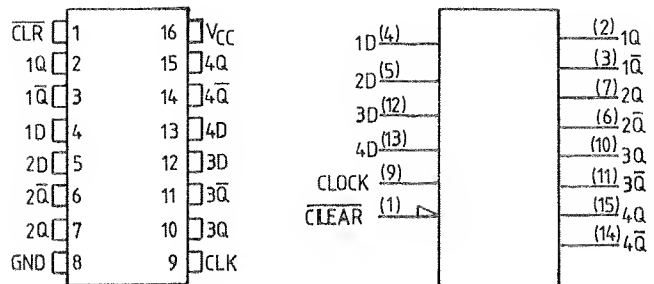 C̅L̅R̅ 1 16 VCC
1Q 2 15 4Q
1Q̅ 3 14 4Q̅
1D 4 13 4D
2D 5 12 3D
2Q̅ 6 11 3Q̅
2Q 7 10 3Q
GND 8 9 CLK
1D (4)
2D (5)
3D (12)
4D (13)
CLOCK (9)
C̅L̅E̅A̅R̅ (1)
(2) 1Q
(3) 1Q̅
(7) 2Q
(6) 2Q̅
(10) 3Q
(11) 3Q̅
(15) 4Q
(14) 4Q̅